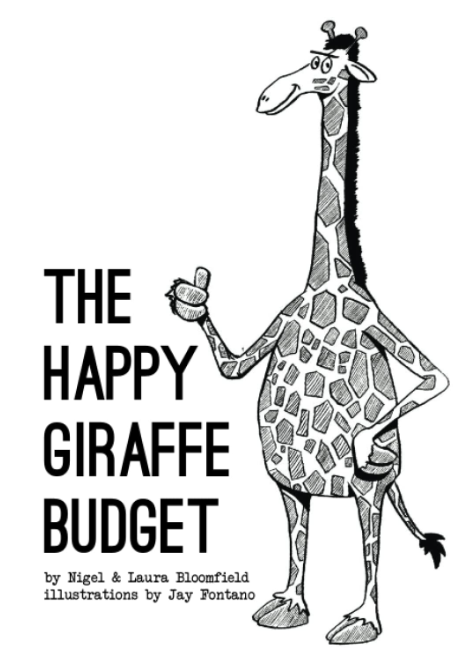 THE
HAPPY
GIRAFFE
BUDGET
by Nigel & Laura Bloomfield
illustrations by Jay Fontano